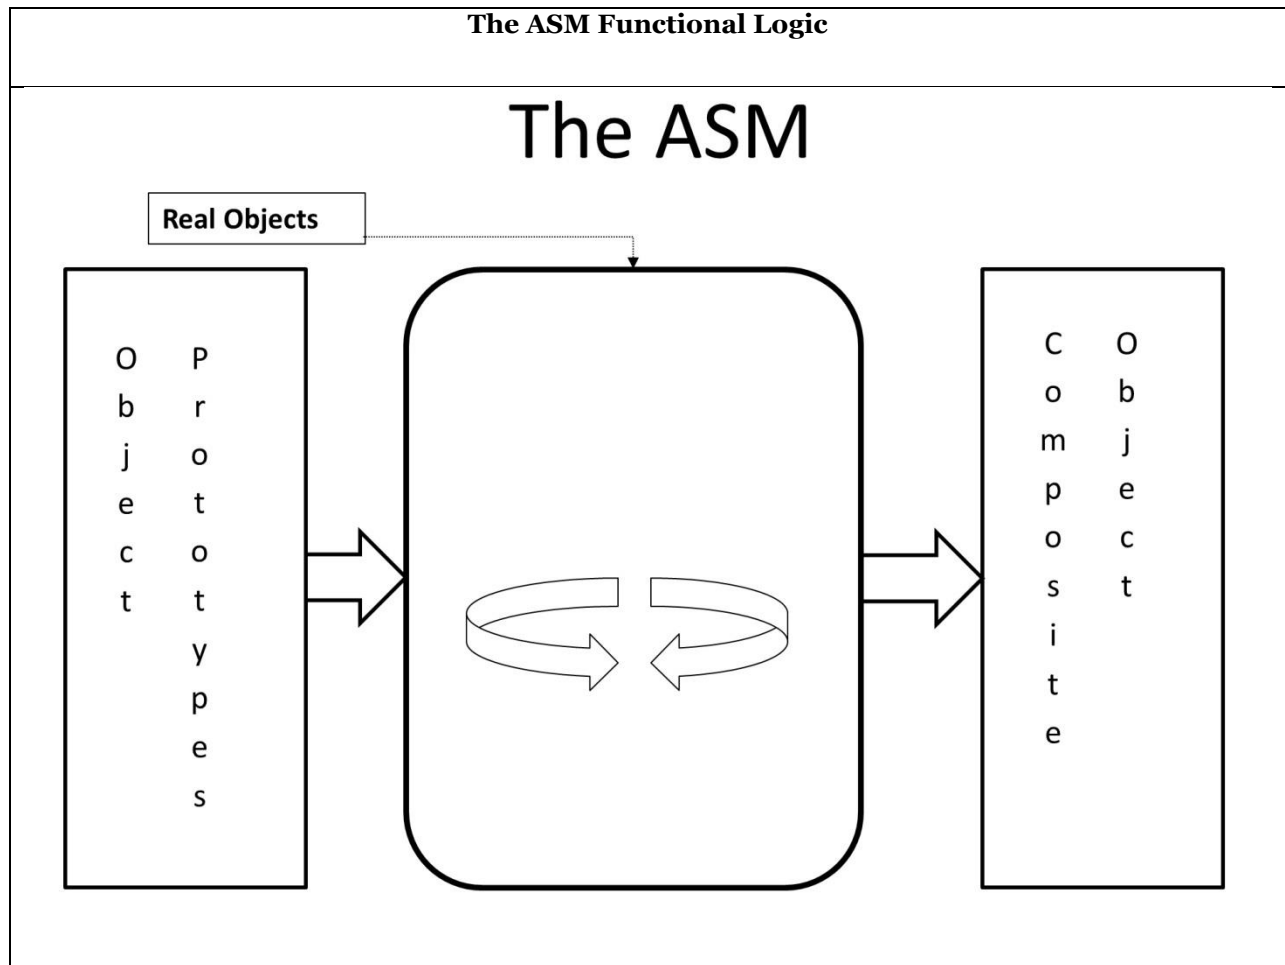 The ASM Functional Logic
The ASM
Real Objects
Object
Prototypes
Composite
Object